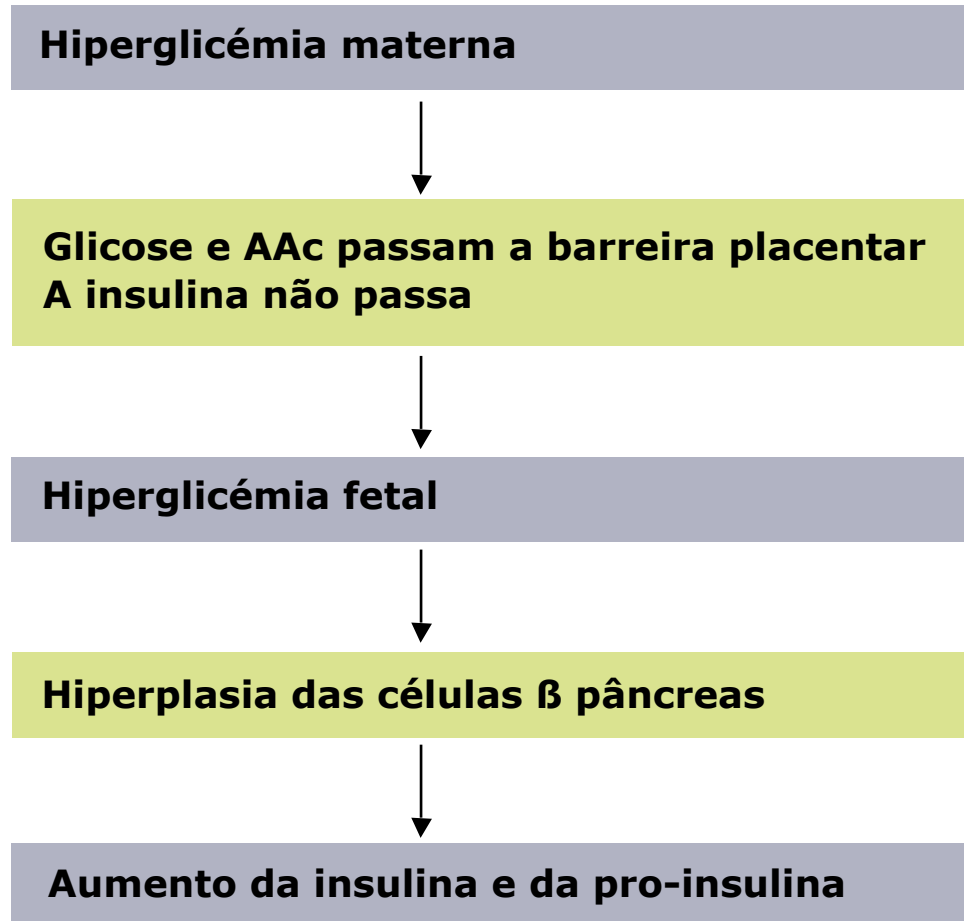 Hiperglicémia materna
Glicose e AAc passam a barreira placentar
A insulina não passa
Hiperglicémia fetal
Hiperplasia das células ß pâncreas
Aumento da insulina e da pro-insulina